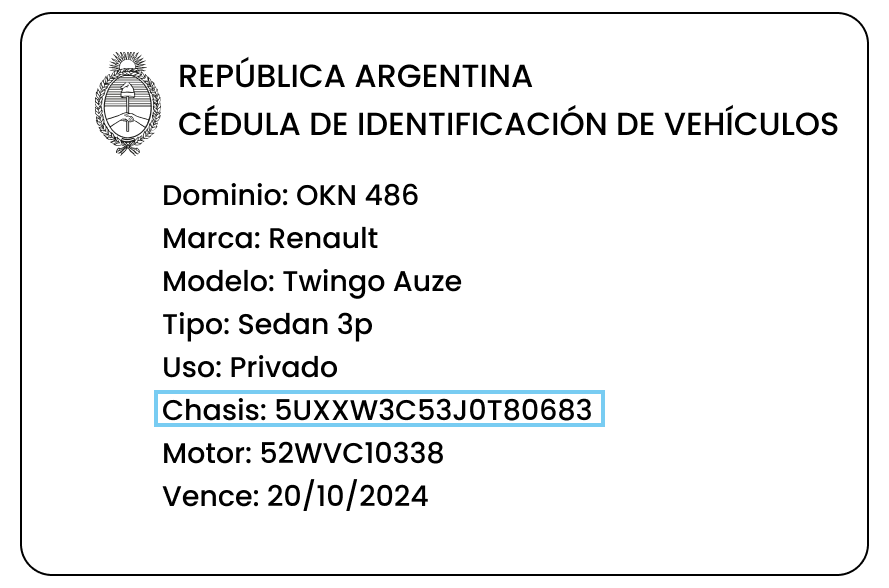 REPÚBLICA ARGENTINA
CÉDULA DE IDENTIFICACIÓN DE VEHÍCULOS
Dominio: OKN 486
Marca: Renault
Modelo: Twingo Auze
Tipo: Sedan 3p
Uso: Privado
Chasis: 5UXXW3C53J0T80683
Motor: 52WVC10338
Vence: 20/10/2024